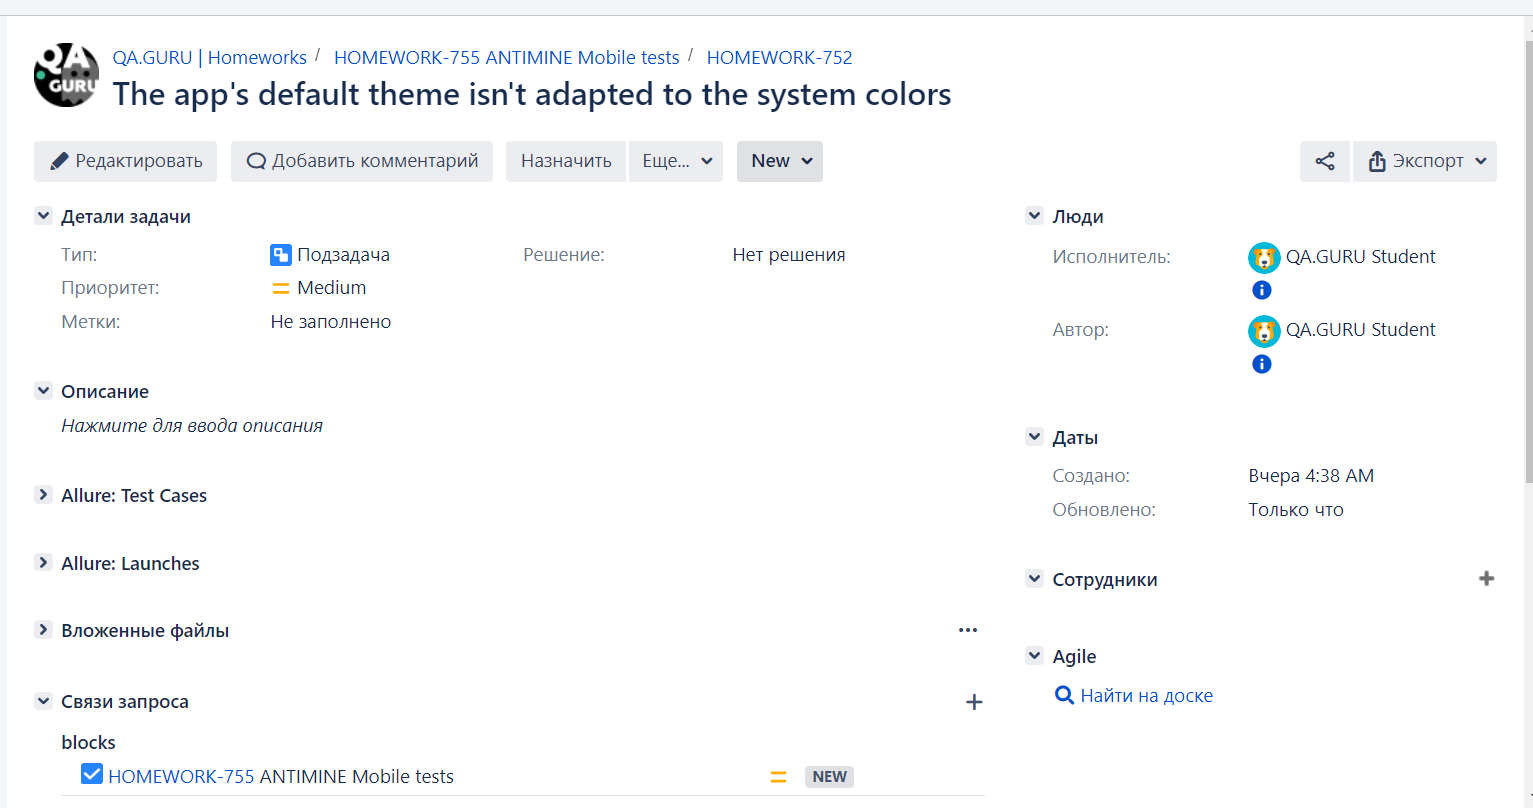 QA
GURU
QA.GURU | Homeworks / HOMEWORK-755 ANTIMINE Mobile tests / HOMEWORK-752
The app's default theme isn't adapted to the system colors
Редактировать Добавить комментарий Назначить Еще... New Экспорт
Детали задачи
Тип: Подзадача Решение: Нет решения
Приоритет: Medium
Метки: Не заполнено
Описание
Нажмите для ввода описания
Allure: Test Cases
Allure: Launches
Вложенные файлы
Связи запроса
blocks
HOMEWORK-755 ANTIMINE Mobile tests NEW
Люди
Исполнитель: QA.GURU Student
Автор: QA.GURU Student
Даты
Создано: Вчера 4:38 AM
Обновлено: Только что
Сотрудники
Agile
Найти на доске